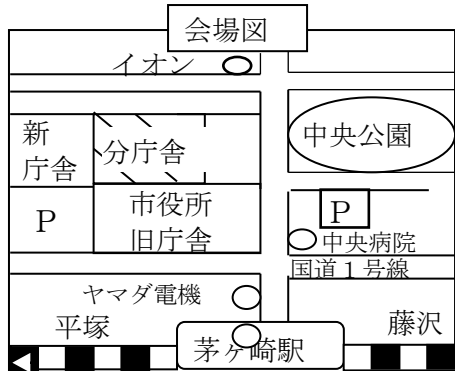 会場図
イオン
新
庁舎
分庁舎
中央公園
P
市役所
旧庁舎
P
中央病院
国道1号線
ヤマダ電機
平塚
茅ヶ崎駅
藤沢